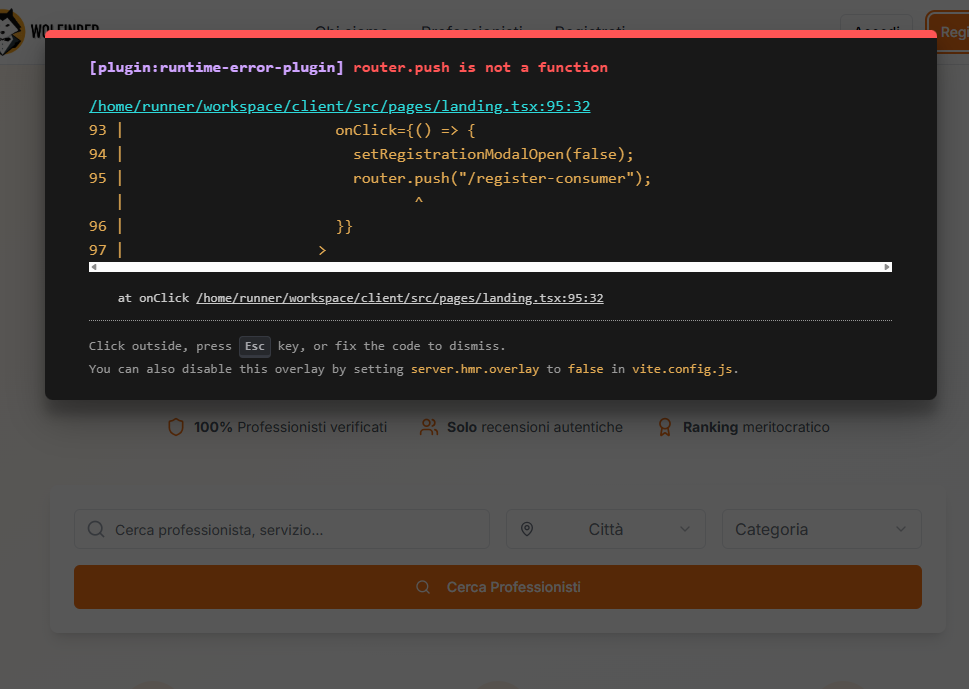 WOLFINDER
Chi siamo Professionisti Registrati Accedi Regi
[plugin:runtime-error-plugin] router.push is not a function
/home/runner/workspace/client/src/pages/landing.tsx:95:32
93 | onClick={() => {
94 | setRegistrationModalOpen(false);
95 | router.push("/register-consumer");
| ^
96 | }}
97 | >
at onClick /home/runner/workspace/client/src/pages/landing.tsx:95:32
Click outside, press Esc key, or fix the code to dismiss.
You can also disable this overlay by setting server.hmr.overlay to false in vite.config.js.
100% Professionisti verificati Solo recensioni autentiche Ranking meritocratico
Cerca professionista, servizio... Città Categoria
Cerca Professionisti